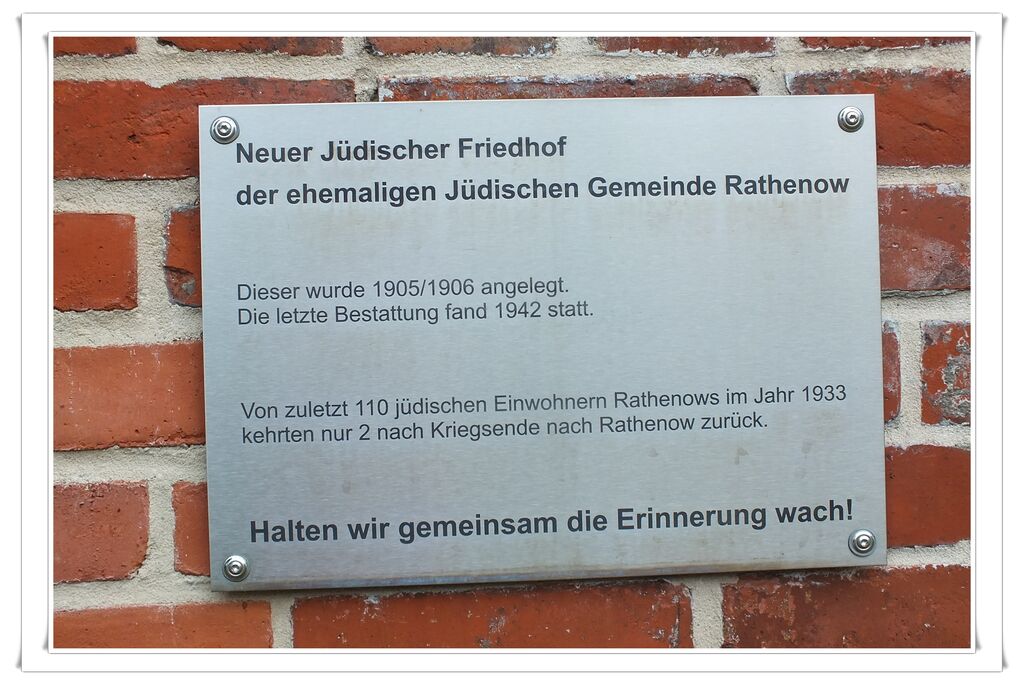 Neuer Jüdischer Friedhof
der ehemaligen Jüdischen Gemeinde Rathenow
Dieser wurde 1905/1906 angelegt.
Die letzte Bestattung fand 1942 statt.
Von zuletzt 110 jüdischen Einwohnern Rathenows im Jahr 1933
kehrten nur 2 nach Kriegsende nach Rathenow zurück.
Halten wir gemeinsam die Erinnerung wach!